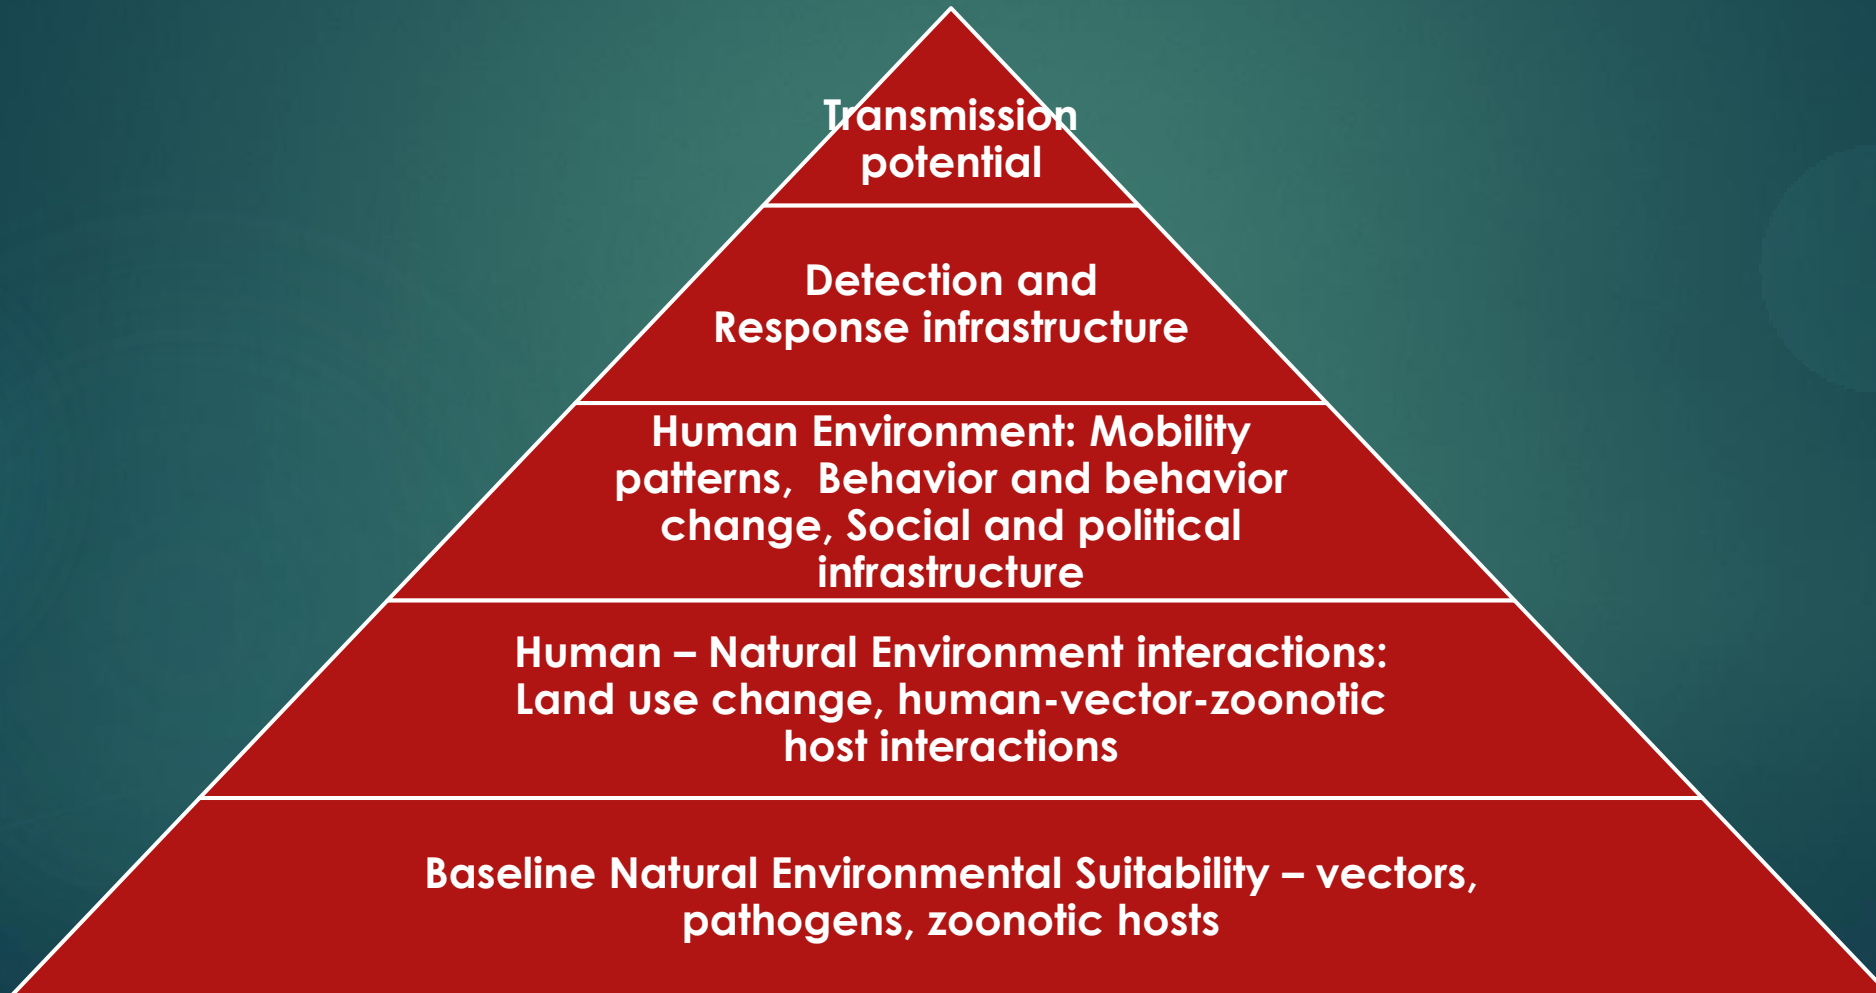 Transmission
potential
Detection and
Response infrastructure
Human Environment: Mobility
patterns,  Behavior and behavior
change, Social and political
infrastructure
Human – Natural Environment interactions:
Land use change, human-vector-zoonotic
host interactions
Baseline Natural Environmental Suitability – vectors,
pathogens, zoonotic hosts